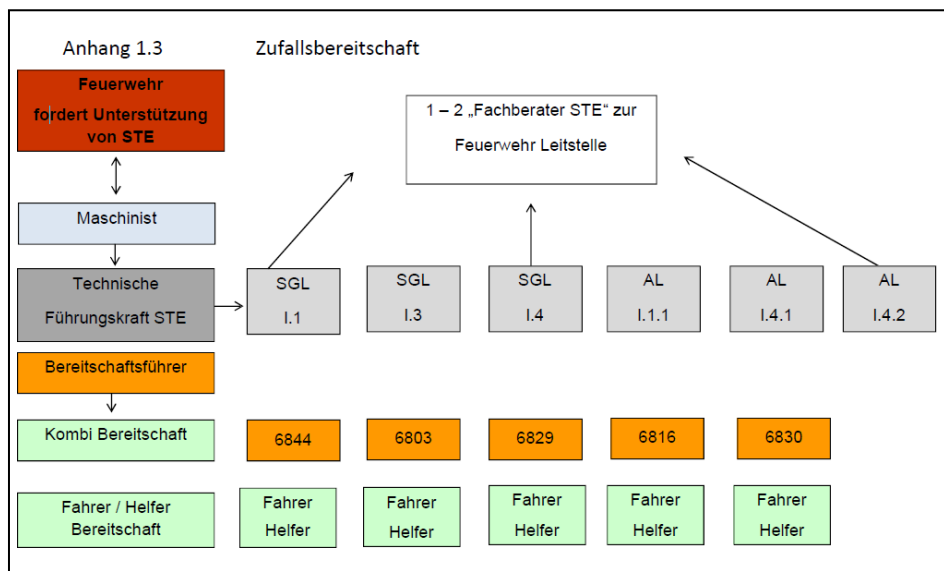 Anhang 1.3
Zufallsbereitschaft
Feuerwehr
fordert Unterstützung
von STE
1 – 2 „Fachberater STE“ zur
Feuerwehr Leitstelle
Maschinist
Technische
Führungskraft STE
SGL
I.1
SGL
I.3
SGL
I.4
AL
I.1.1
AL
I.4.1
AL
I.4.2
Bereitschaftsführer
Kombi Bereitschaft
6844
6803
6829
6816
6830
Fahrer / Helfer
Bereitschaft
Fahrer
Helfer
Fahrer
Helfer
Fahrer
Helfer
Fahrer
Helfer
Fahrer
Helfer